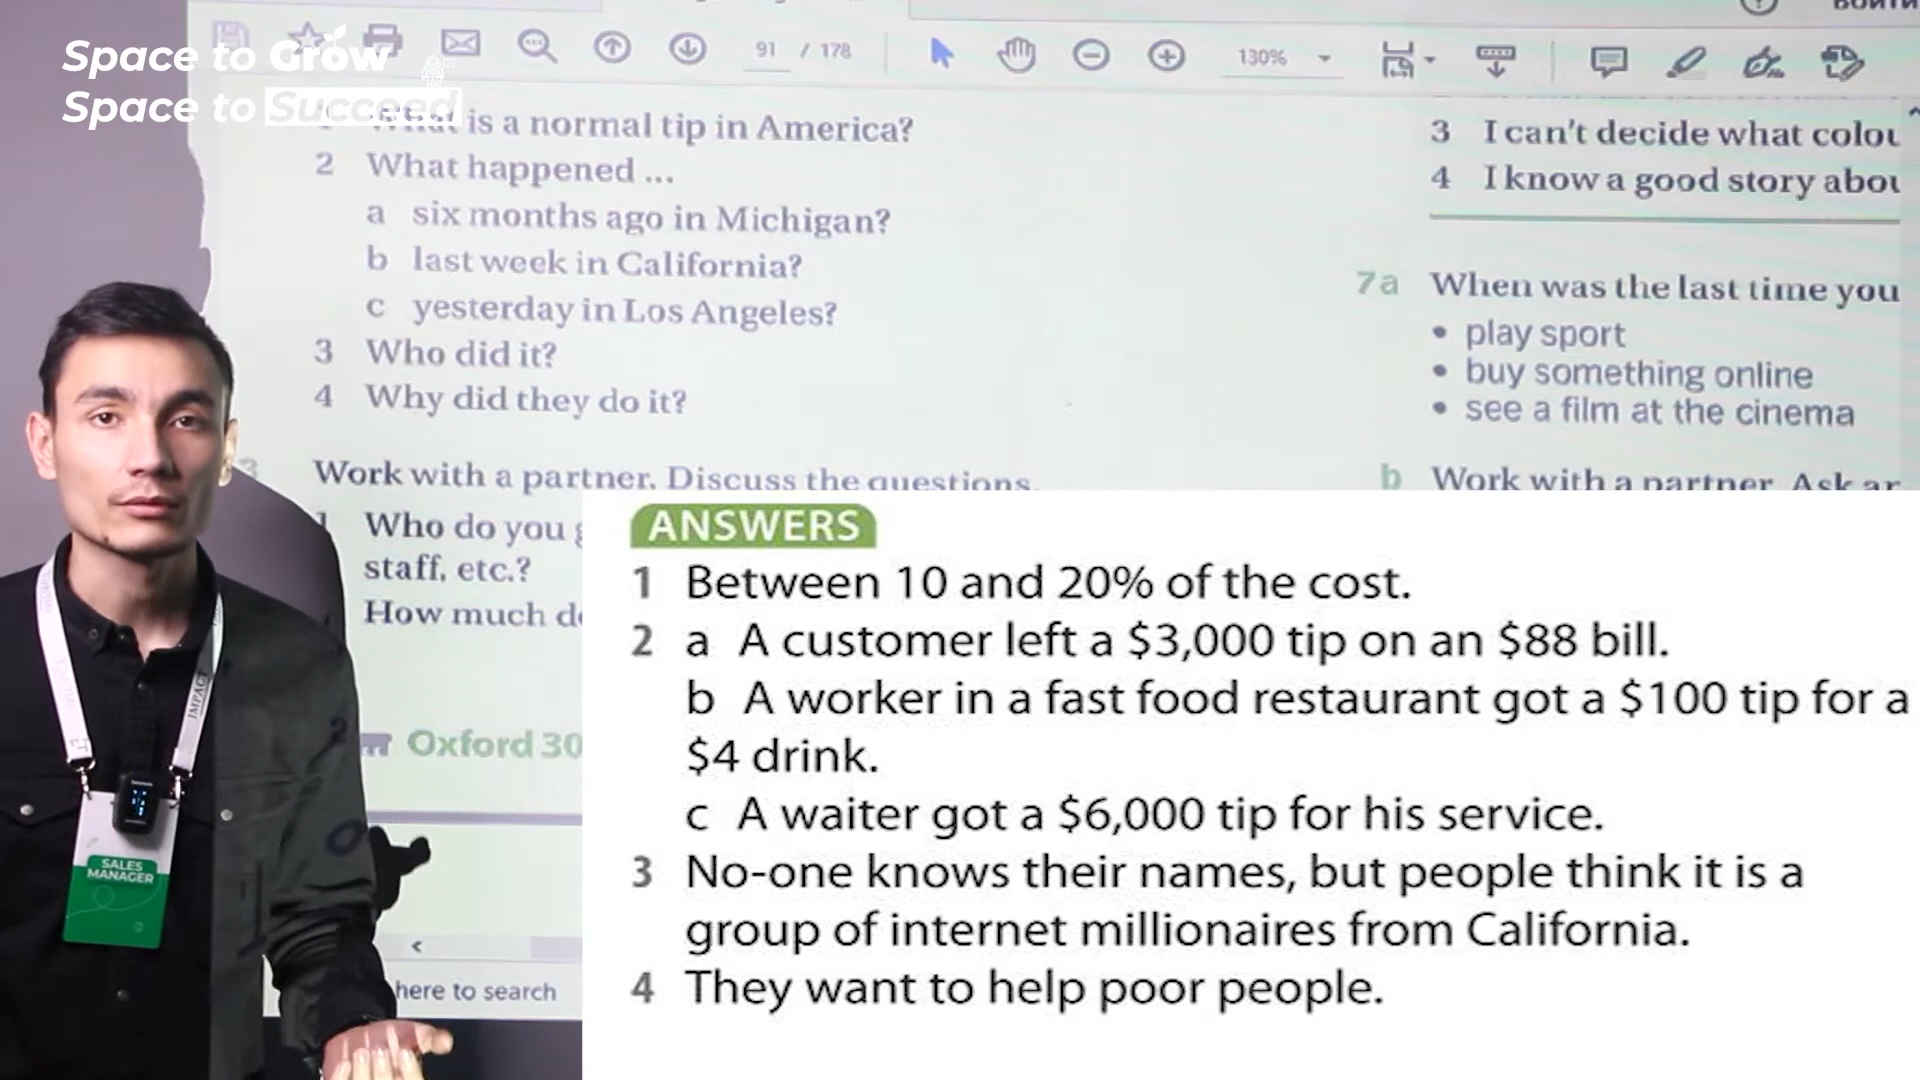 Space to Grow
Space to Succeed
91 / 178
130%
What is a normal tip in America?
2 What happened ...
a six months ago in Michigan?
b last week in California?
c yesterday in Los Angeles?
3 Who did it?
4 Why did they do it?
3 Work with a partner. Discuss the questions.
1 Who do you
staff, etc.?
How much
Oxford 30
here to search
3 I can't decide what colou
4 I know a good story abou
7a When was the last time you
• play sport
• buy something online
• see a film at the cinema
b Work with a partner. Ask ar
ANSWERS
1 Between 10 and 20% of the cost.
2 a A customer left a $3,000 tip on an $88 bill.
b A worker in a fast food restaurant got a $100 tip for a
$4 drink.
c A waiter got a $6,000 tip for his service.
3 No-one knows their names, but people think it is a
group of internet millionaires from California.
4 They want to help poor people.
IMPACT
SALES
MANAGER